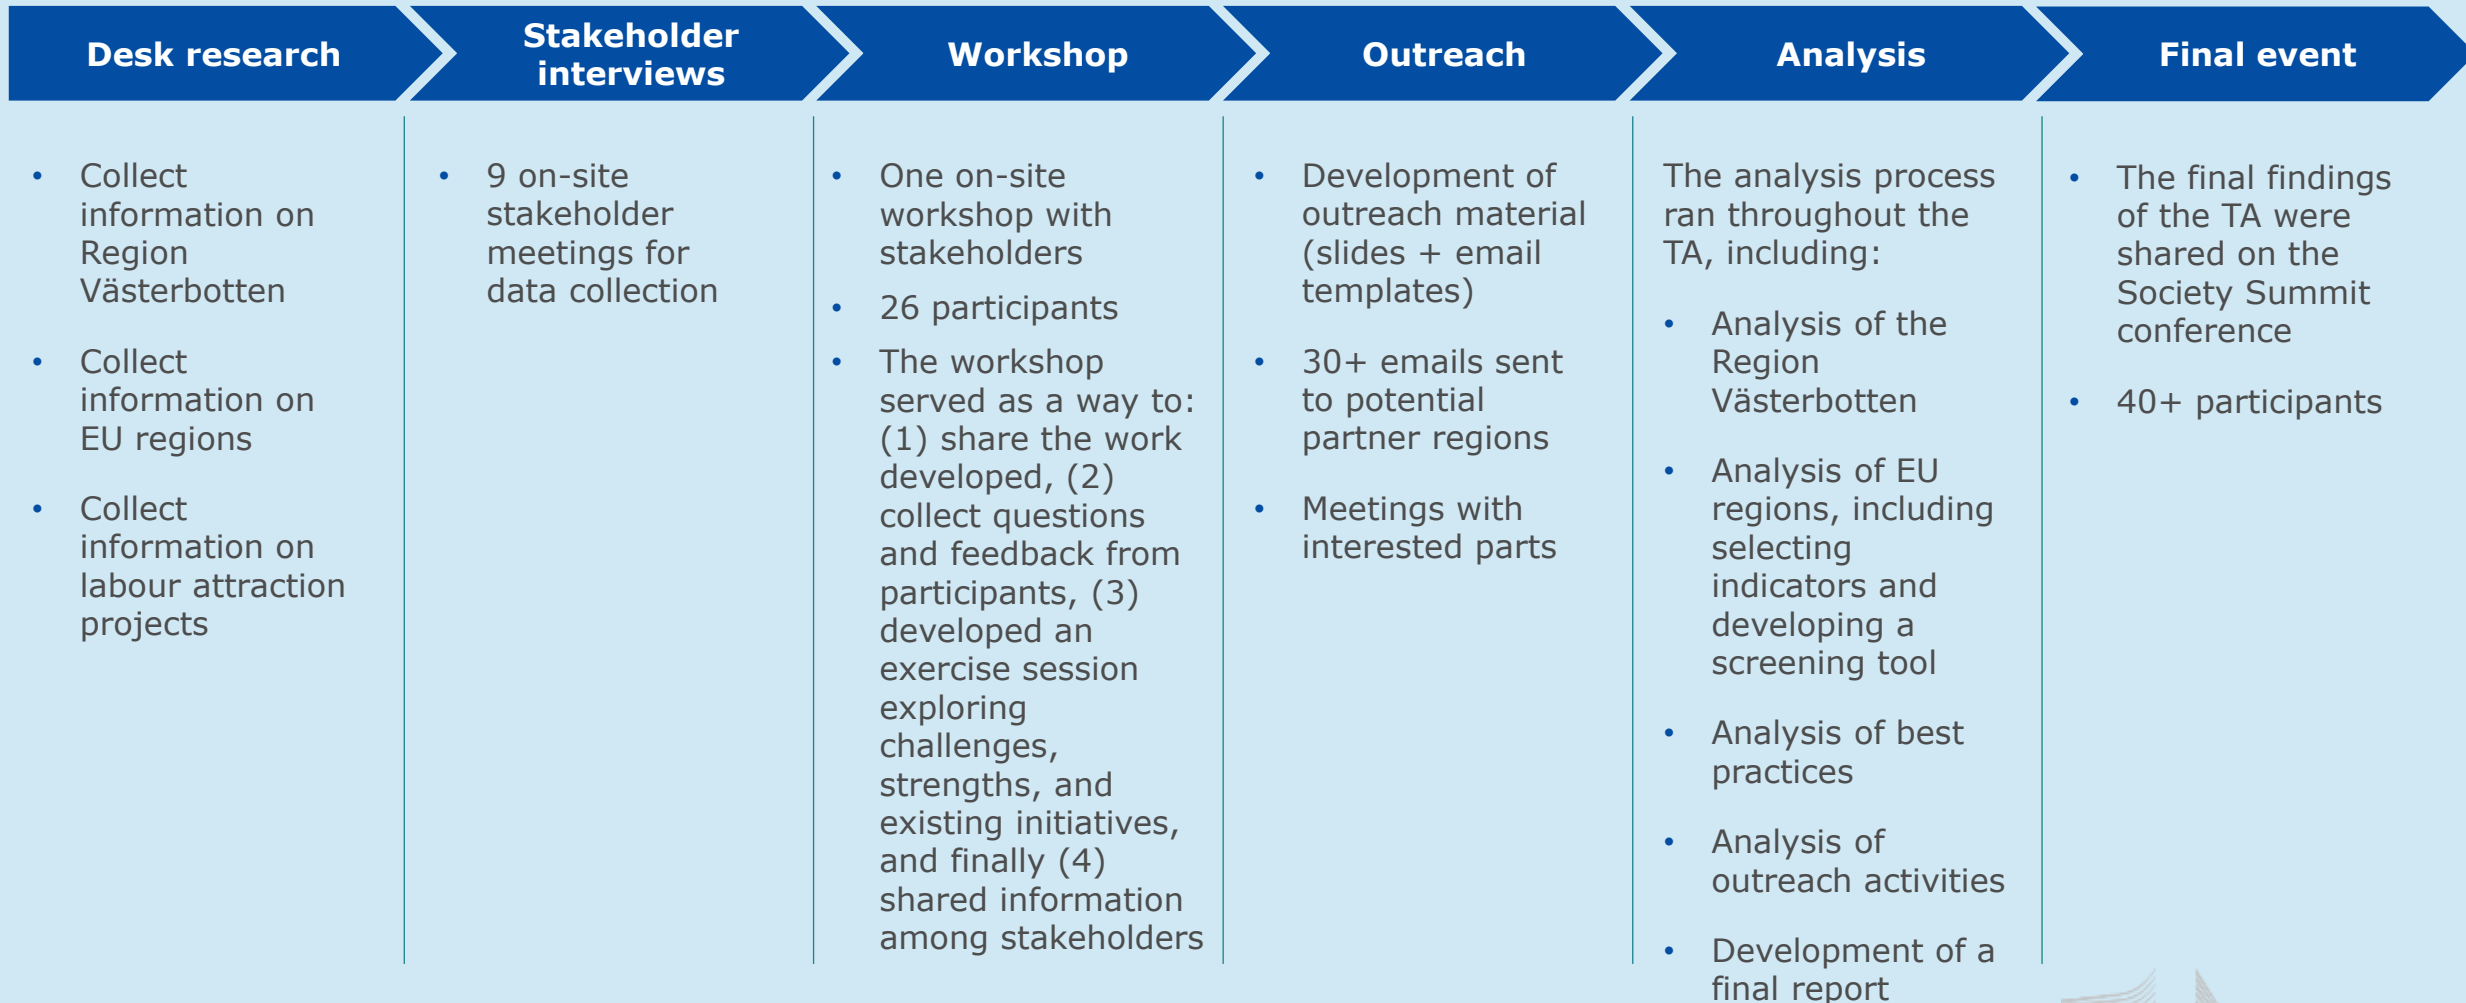 Desk research
Stakeholder
interviews
Workshop
Outreach
Analysis
Final event
• Collect
information on
Region
Västerbotten
• Collect
information on
EU regions
• Collect
information on
labour attraction
projects
• 9 on-site
stakeholder
meetings for
data collection
• One on-site
workshop with
stakeholders
• 26 participants
• The workshop
served as a way to:
(1) share the work
developed, (2)
collect questions
and feedback from
participants, (3)
developed an
exercise session
exploring
challenges,
strengths, and
existing initiatives,
and finally (4)
shared information
among stakeholders
• Development of
outreach material
(slides + email
templates)
• 30+ emails sent
to potential
partner regions
• Meetings with
interested parts
The analysis process
ran throughout the
TA, including:
• Analysis of the
Region
Västerbotten
• Analysis of EU
regions, including
selecting
indicators and
developing a
screening tool
• Analysis of best
practices
• Analysis of
outreach activities
• Development of a
final report
• The final findings
of the TA were
shared on the
Society Summit
conference
• 40+ participants